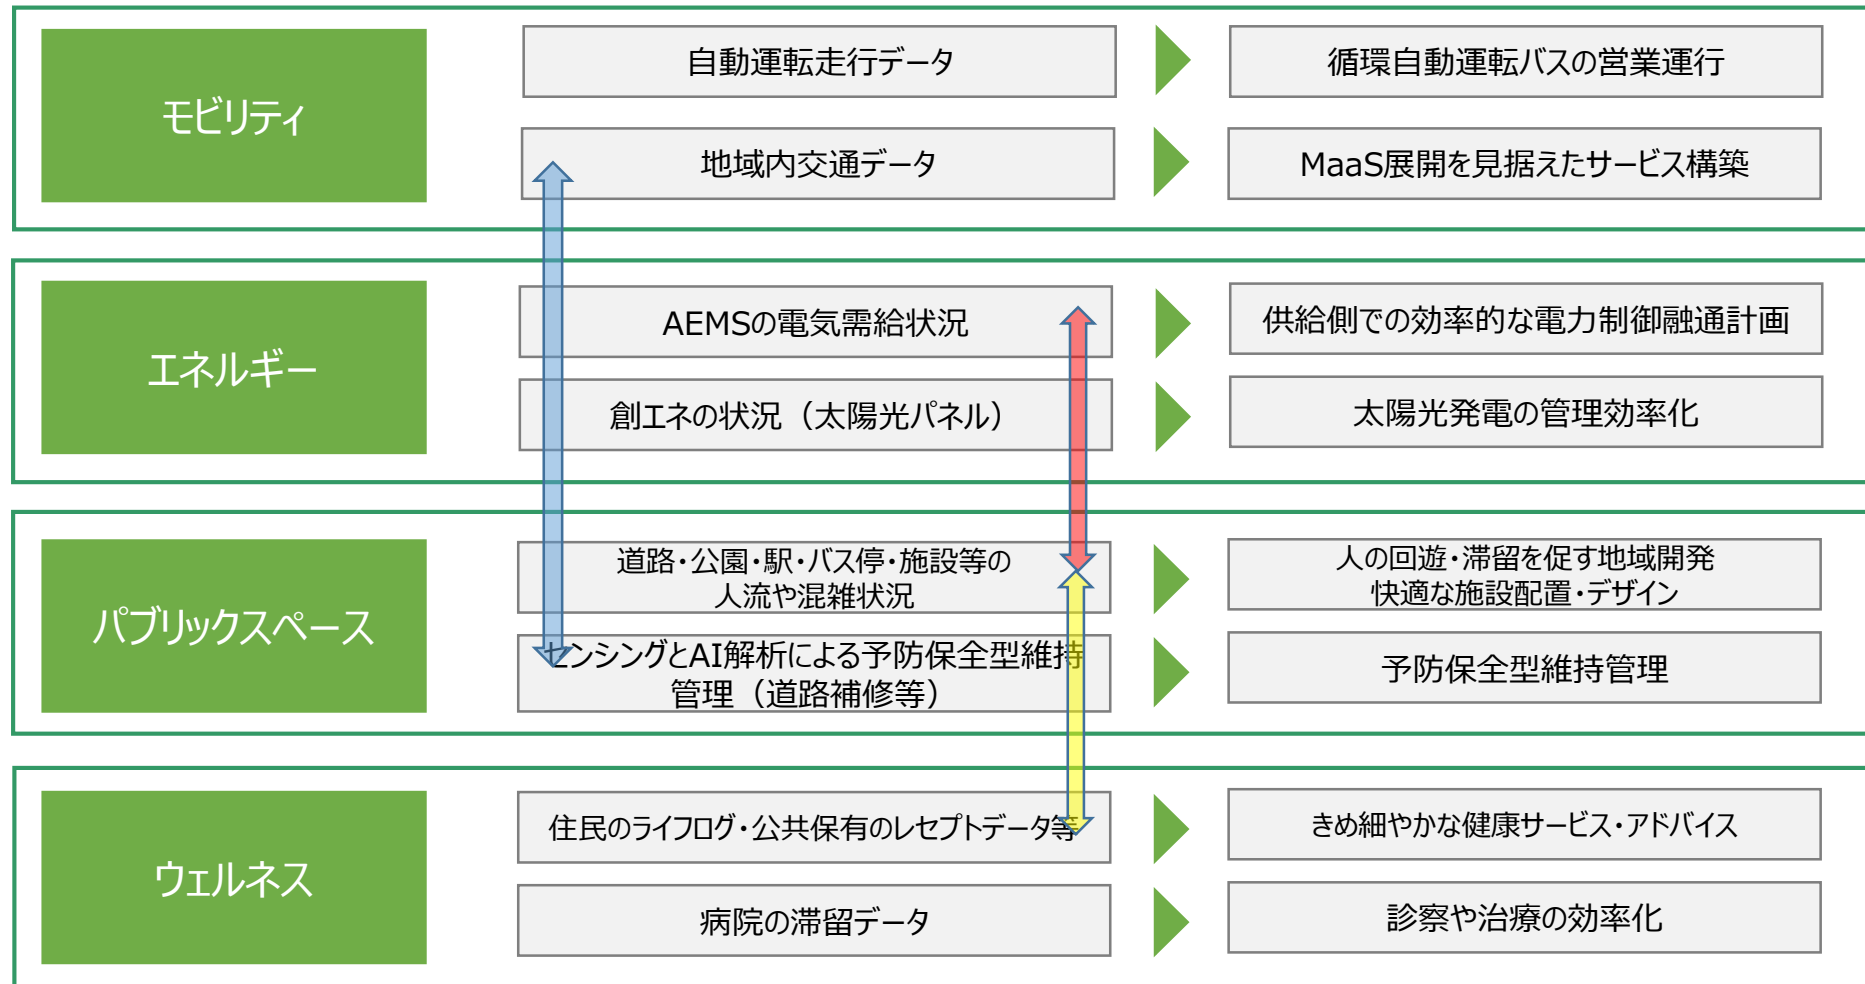 モビリティ
自動運転走行データ
循環自動運転バスの営業運行
地域内交通データ
MaaS展開を見据えたサービス構築
エネルギー
AEMSの電気需給状況
供給側での効率的な電力制御融通計画
創エネの状況（太陽光パネル）
太陽光発電の管理効率化
パブリックスペース
道路・公園・駅・バス停・施設等の
人流や混雑状況
人の回遊・滞留を促す地域開発
快適な施設配置・デザイン
センシングとAI解析による予防保全型維持
管理（道路補修等）
予防保全型維持管理
ウェルネス
住民のライフログ・公共保有のレセプトデータ等
きめ細やかな健康サービス・アドバイス
病院の滞留データ
診察や治療の効率化